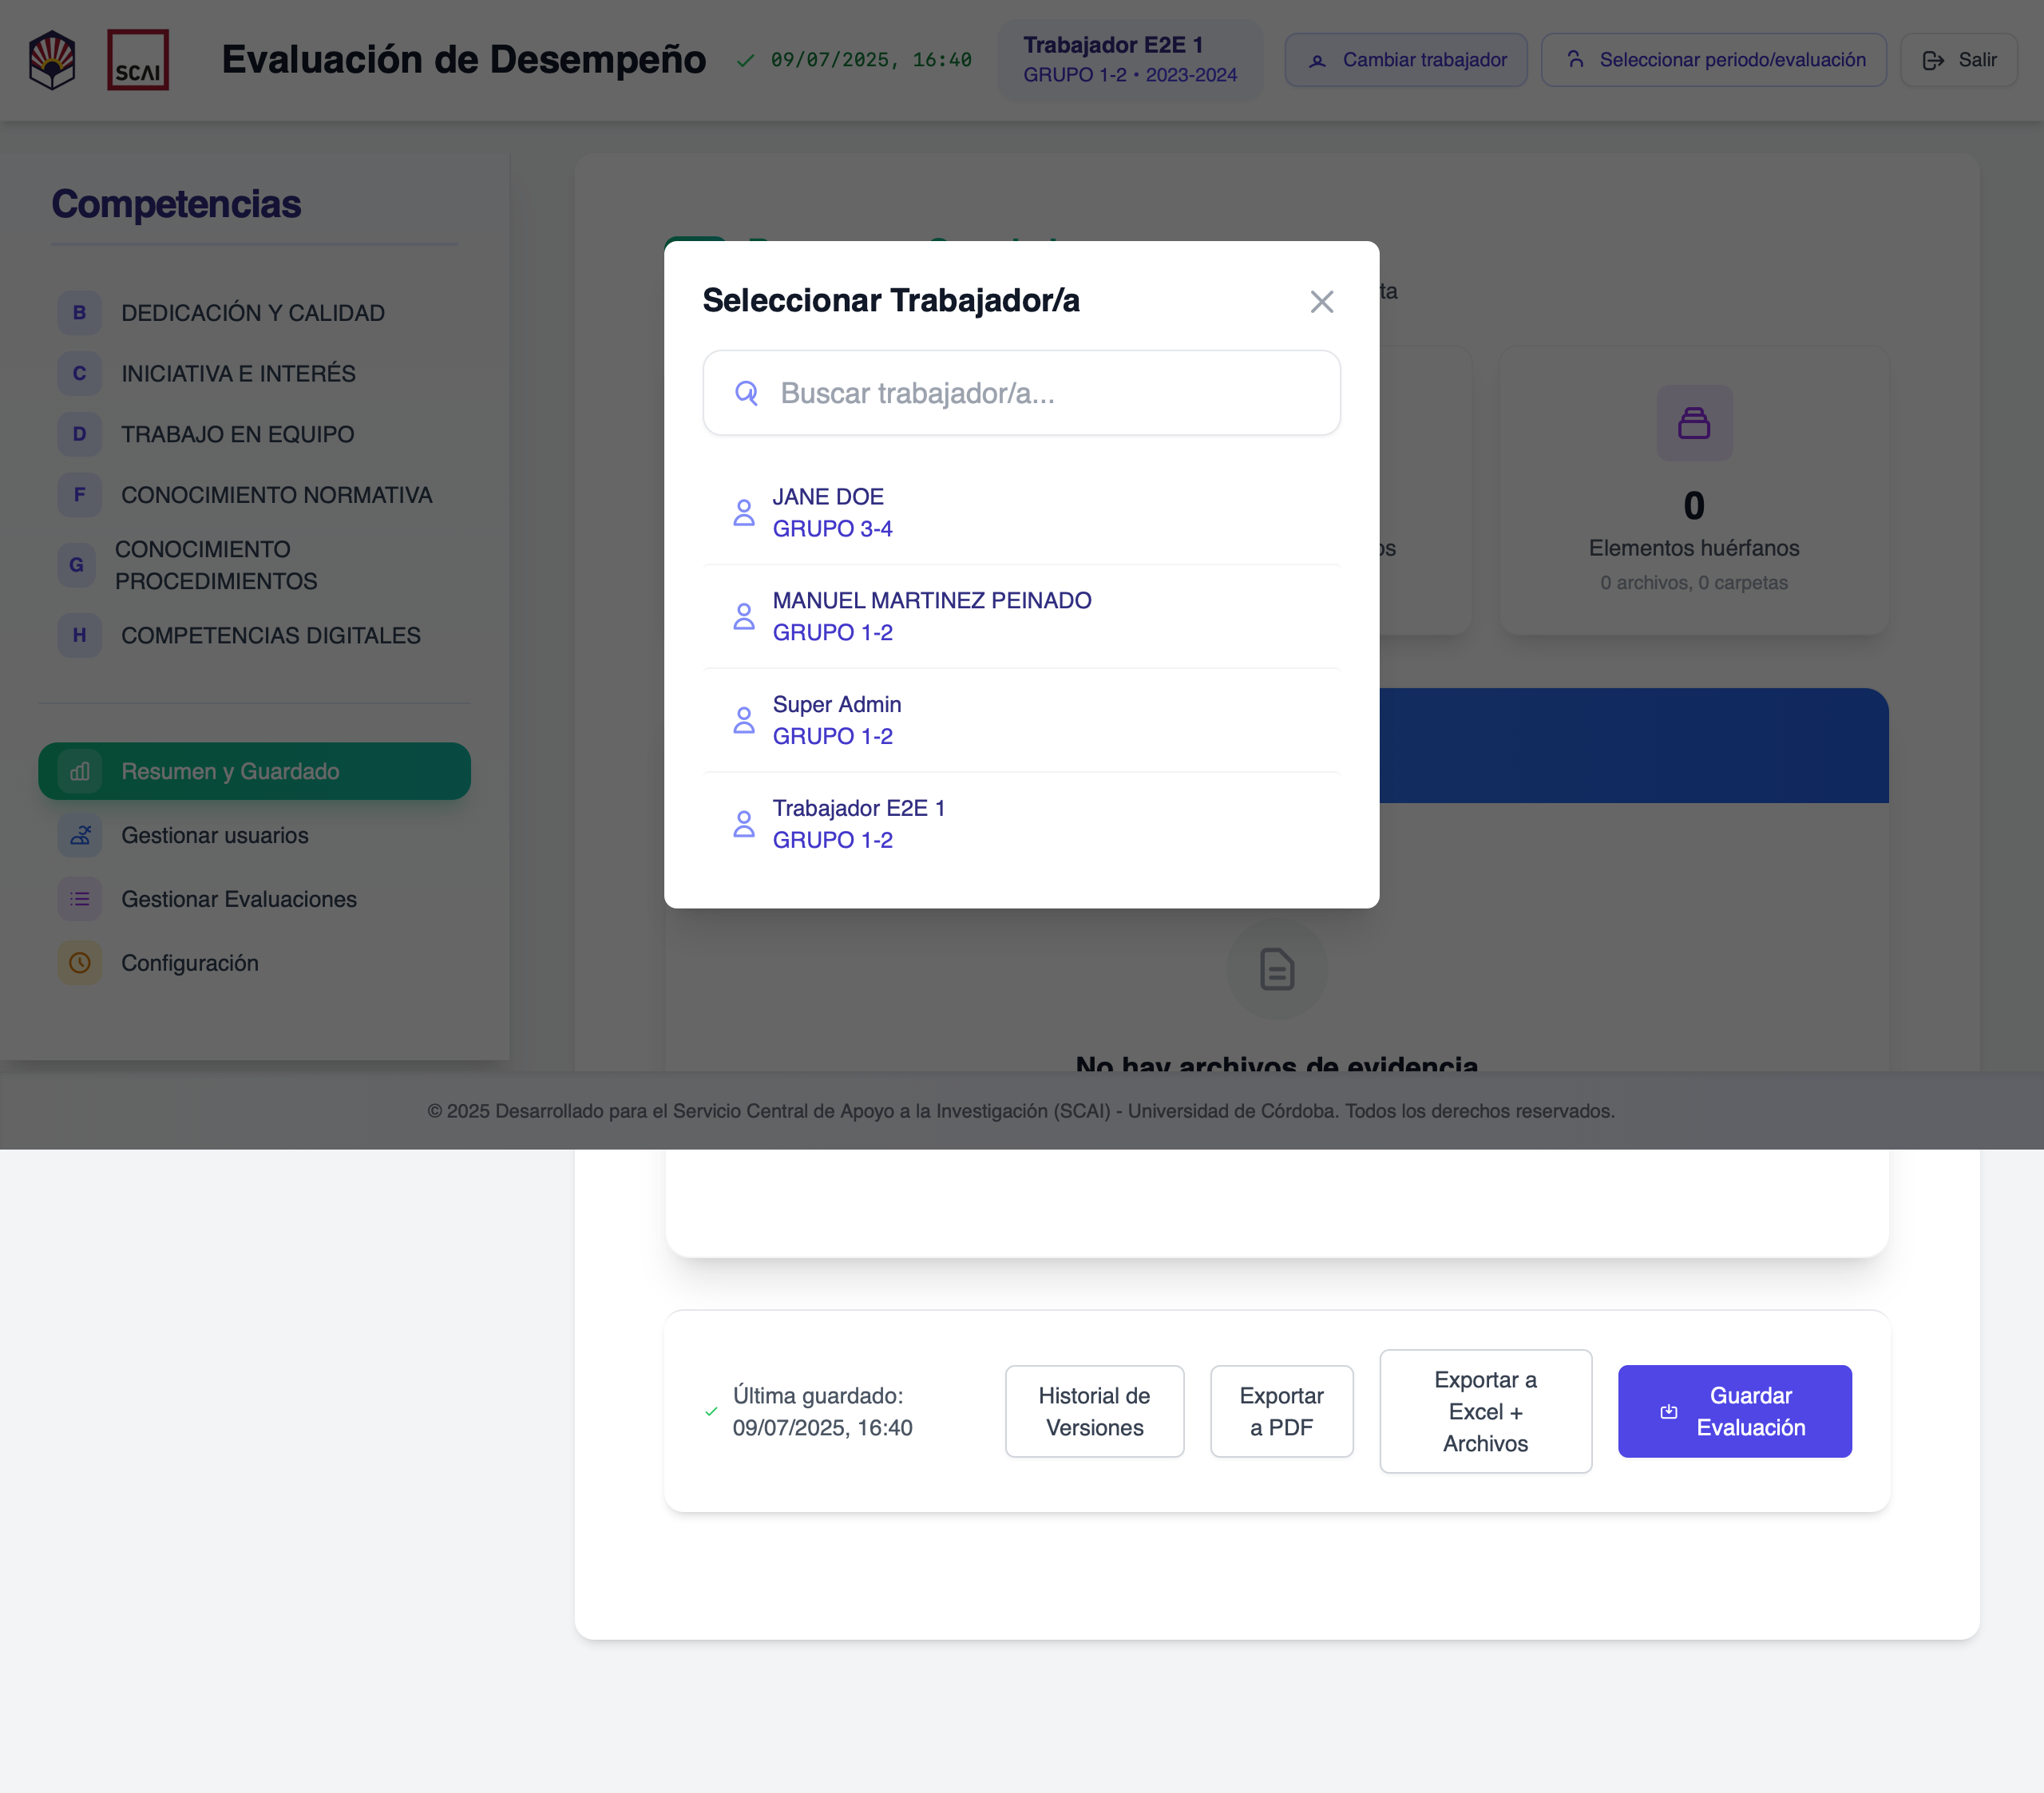 SCAI
Evaluación de Desempeño
09/07/2025, 16:40
Trabajador E2E 1
GRUPO 1-2 • 2023-2024
Cambiar trabajador
Seleccionar periodo/evaluación
Salir
Competencias
B DEDICACIÓN Y CALIDAD
C INICIATIVA E INTERÉS
D TRABAJO EN EQUIPO
F CONOCIMIENTO NORMATIVA
G CONOCIMIENTO
PROCEDIMIENTOS
H COMPETENCIAS DIGITALES
Resumen y Guardado
Gestionar usuarios
Gestionar Evaluaciones
Configuración
Seleccionar Trabajador/a
Buscar trabajador/a...
JANE DOE
GRUPO 3-4
MANUEL MARTINEZ PEINADO
GRUPO 1-2
Super Admin
GRUPO 1-2
Trabajador E2E 1
GRUPO 1-2
0
Elementos huérfanos
0 archivos, 0 carpetas
No hay archivos de evidencia
© 2025 Desarrollado para el Servicio Central de Apoyo a la Investigación (SCAI) - Universidad de Córdoba. Todos los derechos reservados.
Última guardado:
09/07/2025, 16:40
Historial de
Versiones
Exportar
a PDF
Exportar a
Excel +
Archivos
Guardar
Evaluación